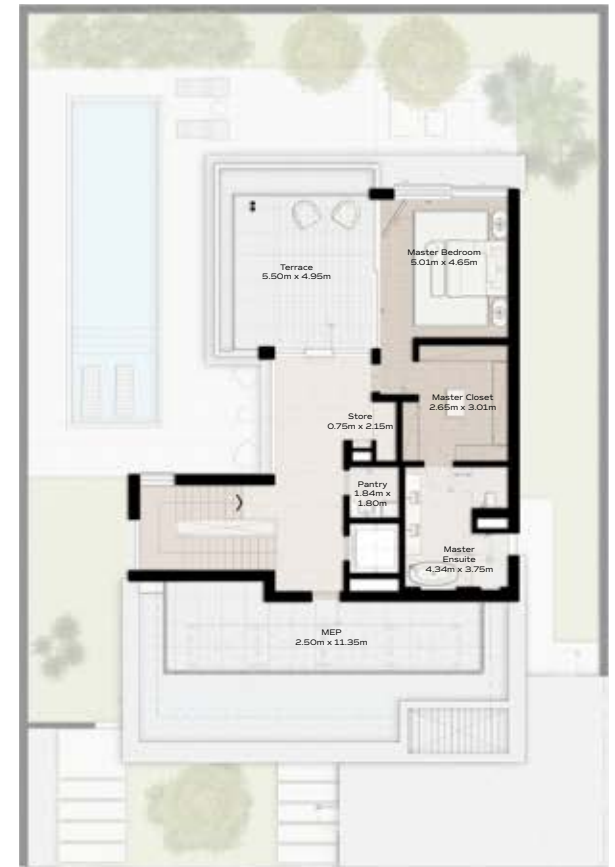 Master Bedroom
5.01m x 4.65m
Terrace
5.50m x 4.95m
Master Closet
2.65m x 3.01m
Store
0.75m x 2.15m
Pantry
1.84m x
1.80m
Master
Ensuite
4.34m x 3.75m
MEP
2.50m x 11.35m